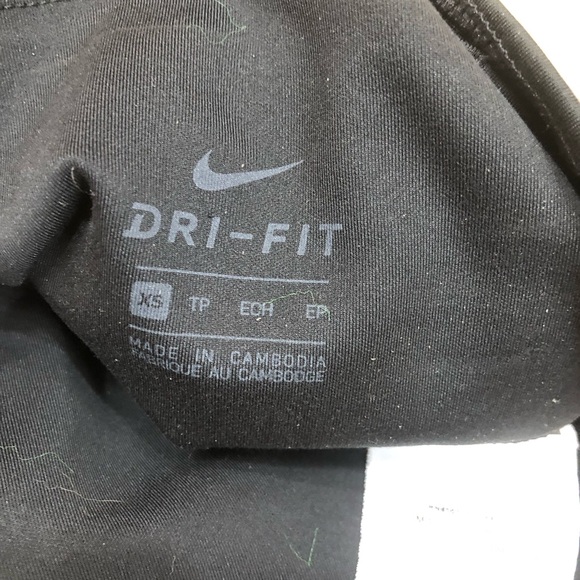 DRI-FIT
XS TP ECH EP
MADE IN CAMBODIA
FABRIQUE AU CAMBODGE